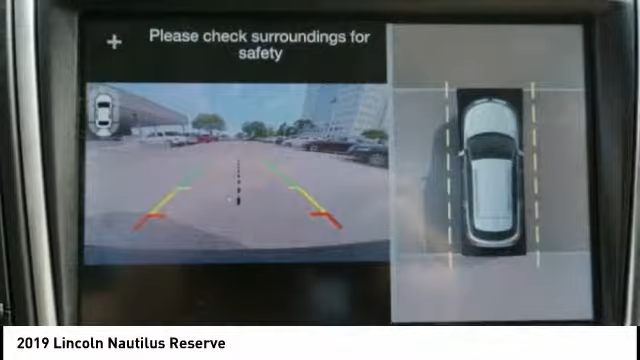 +
Please check surroundings for
safety
2019 Lincoln Nautilus Reserve